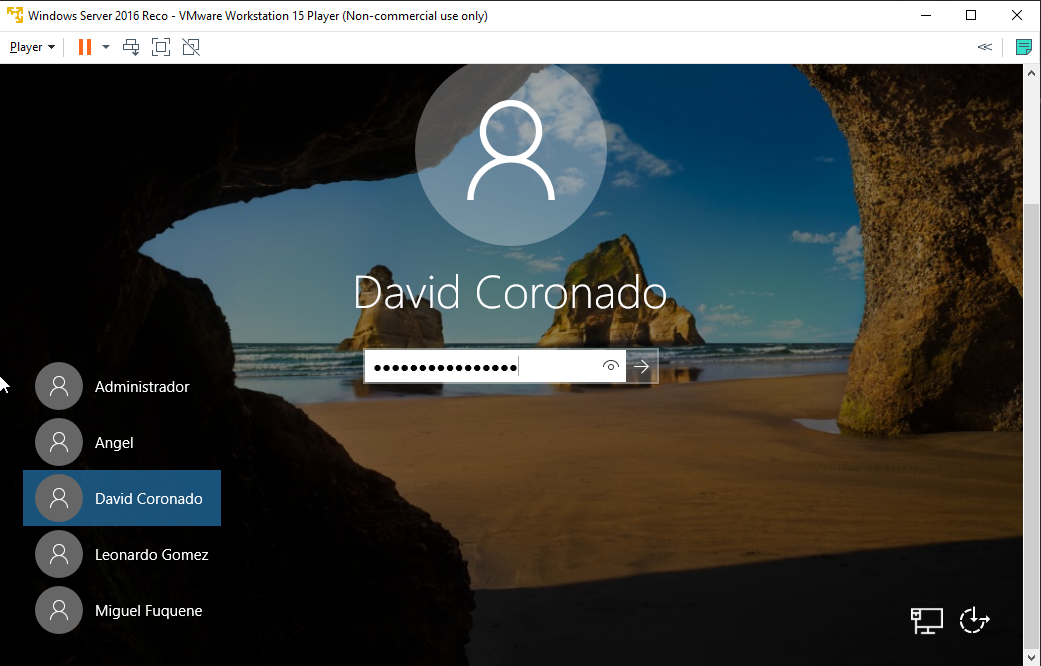 Windows Server 2016 Reco - VMware Workstation 15 Player (Non-commercial use only)
Player
David Coronado
Administrador
Angel
David Coronado
Leonardo Gomez
Miguel Fuquene